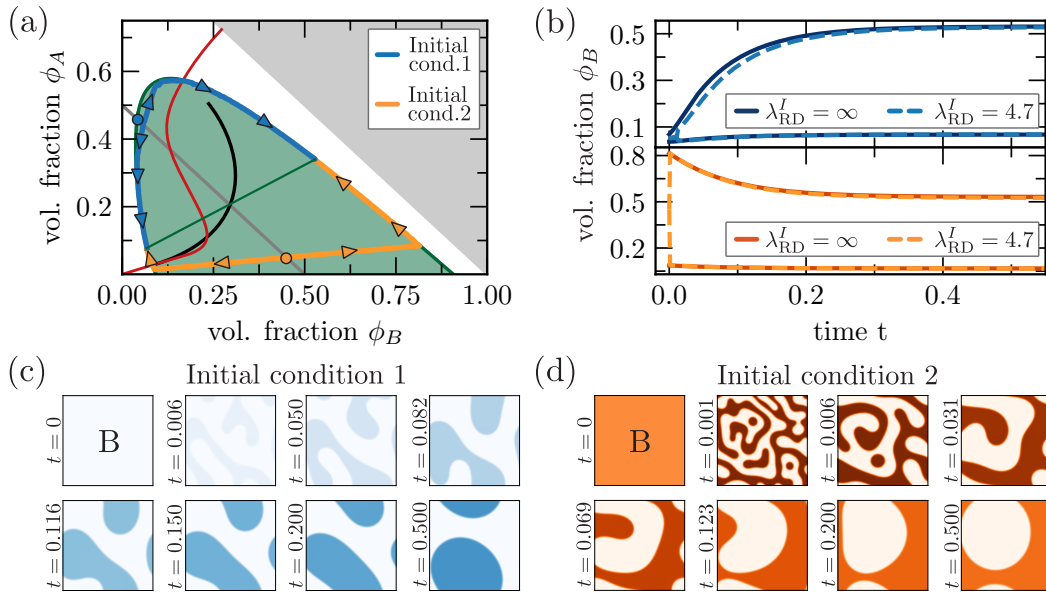 (a)
vol. fraction ϕ_A
0.6
0.4
0.2
0.00
0.25
0.50
0.75
1.00
vol. fraction ϕ_B
Initial
cond.1
Initial
cond.2
(b)
vol. fraction ϕ_B
0.5
0.3
0.1
λ^I_RD = ∞
λ^I_RD = 4.7
0.8
0.5
0.2
λ^I_RD = ∞
λ^I_RD = 4.7
0.0
0.2
0.4
time t
(c)
Initial condition 1
t = 0
B
t = 0.006
t = 0.050
t = 0.082
t = 0.116
t = 0.150
t = 0.200
t = 0.500
(d)
Initial condition 2
t = 0
B
t = 0.001
t = 0.006
t = 0.031
t = 0.069
t = 0.123
t = 0.200
t = 0.500